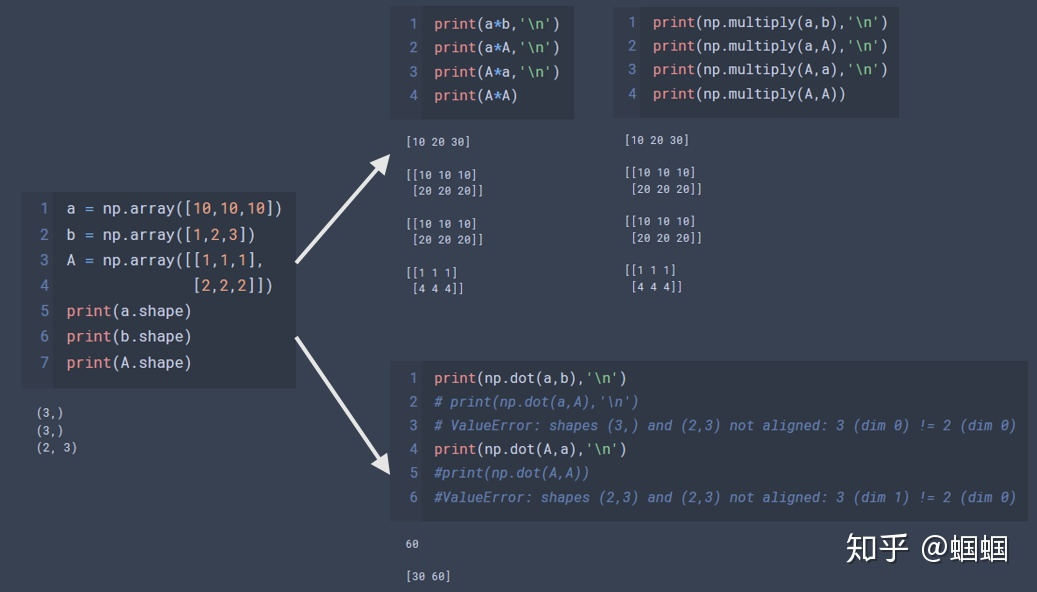 1 print(a*b,'\n')
2 print(a*A,'\n')
3 print(A*a,'\n')
4 print(A*A)
[10 20 30]
[[10 10 10]
[20 20 20]]
[[10 10 10]
[20 20 20]]
[[1 1 1]
[4 4 4]]
1 print(np.multiply(a,b),'\n')
2 print(np.multiply(a,A),'\n')
3 print(np.multiply(A,a),'\n')
4 print(np.multiply(A,A))
[10 20 30]
[[10 10 10]
[20 20 20]]
[[10 10 10]
[20 20 20]]
[[1 1 1]
[4 4 4]]
1 a = np.array([10,10,10])
2 b = np.array([1,2,3])
3 A = np.array([[1,1,1],
4 [2,2,2]])
5 print(a.shape)
6 print(b.shape)
7 print(A.shape)
(3,)
(3,)
(2, 3)
1 print(np.dot(a,b),'\n')
2 # print(np.dot(a,A),'\n')
3 # ValueError: shapes (3,) and (2,3) not aligned: 3 (dim 0) != 2 (dim 0)
4 print(np.dot(A,a),'\n')
5 #print(np.dot(A,A))
6 #ValueError: shapes (2,3) and (2,3) not aligned: 3 (dim 1) != 2 (dim 0)
60
[30 60]
知乎 @蝈蝈